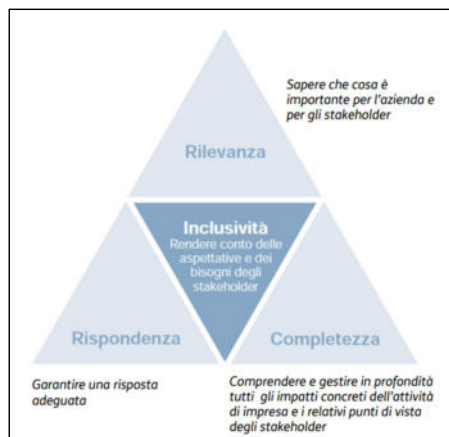 Sapere che cosa è
importante per l'azienda e
per gli stakeholder
Rilevanza
Inclusività
Rendere conto delle
aspettative e dei
bisogni degli
stakeholder
Rispondenza
Completezza
Garantire una risposta
adeguata
Comprendere e gestire in profondità
tutti gli impatti concreti dell'attività
di impresa e i relativi punti di vista
degli stakeholder